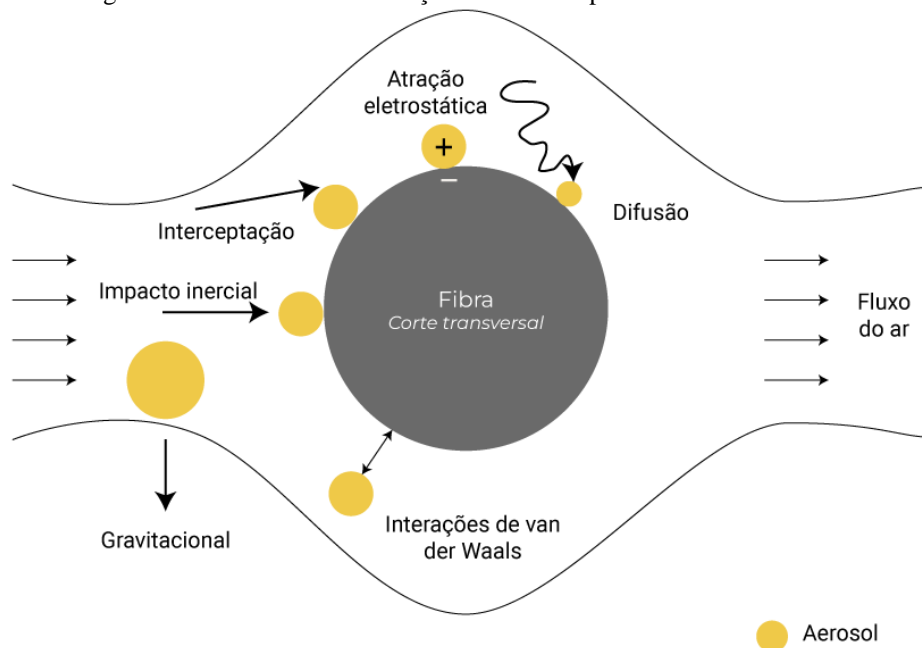 Atração
eletrostática
+
–
Difusão
Interceptação
Impacto inercial
Fibra
Corte transversal
Fluxo
do ar
Interações de van
der Waals
Gravitacional
Aerosol